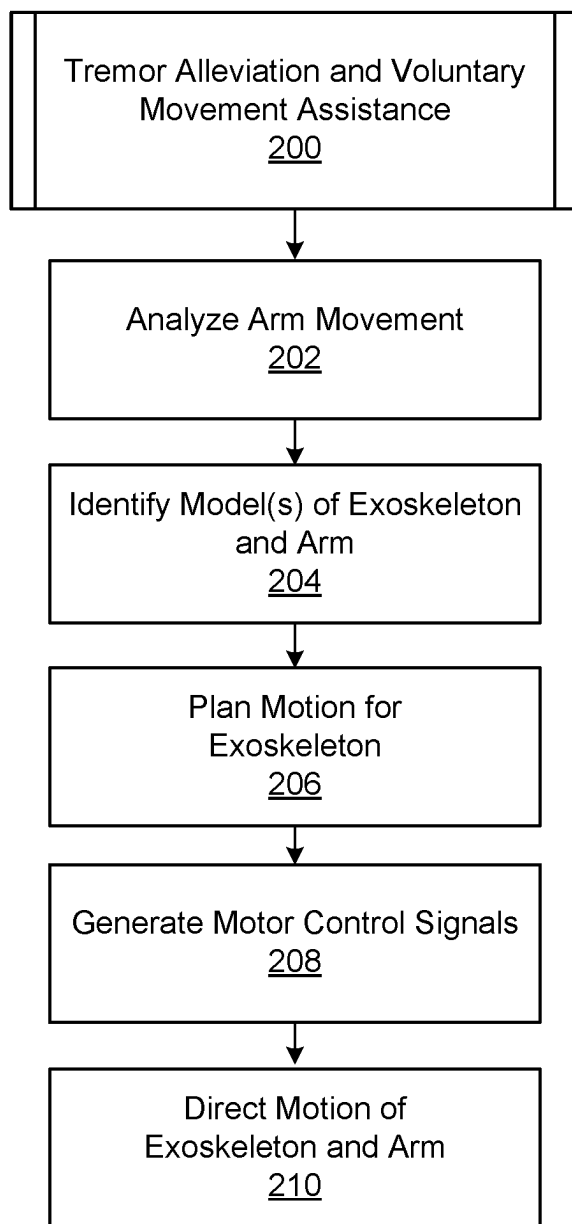 Tremor Alleviation and Voluntary
Movement Assistance
200
Analyze Arm Movement
202
Identify Model(s) of Exoskeleton
and Arm
204
Plan Motion for
Exoskeleton
206
Generate Motor Control Signals
208
Direct Motion of
Exoskeleton and Arm
210